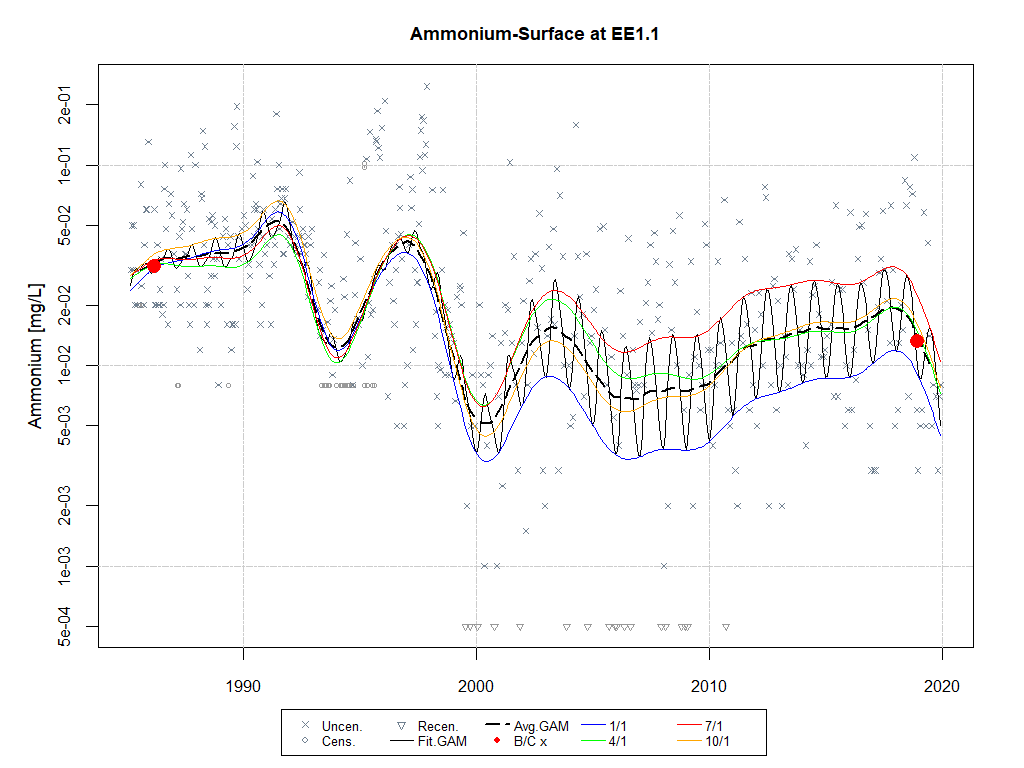 Ammonium-Surface at EE1.1
Ammonium [mg/L]
2e-01
1e-01
5e-02
2e-02
1e-02
5e-03
2e-03
1e-03
5e-04
1990 2000 2010 2020
Uncen. Recen. Avg.GAM 1/1 7/1
Cens. Fit.GAM B/C x 4/1 10/1